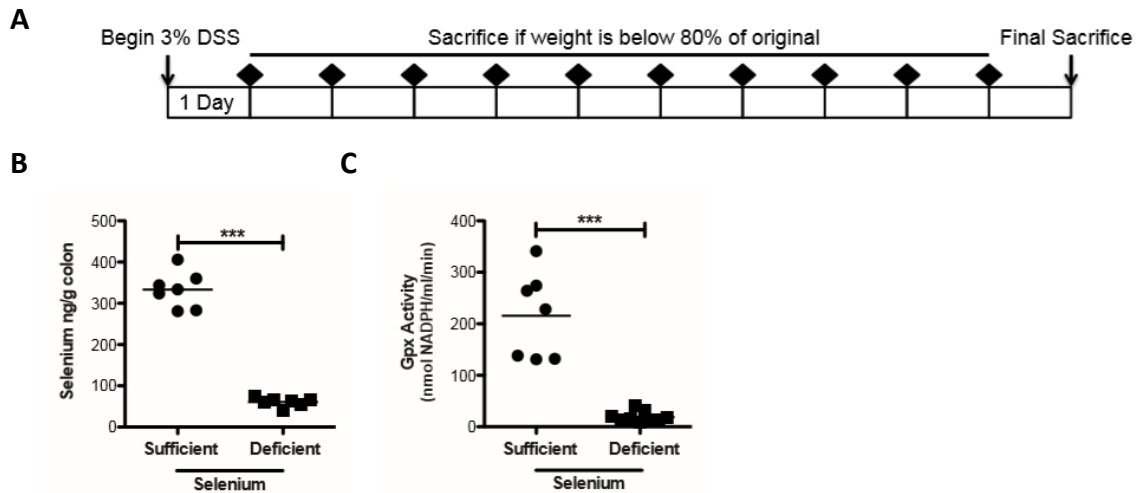 A
Begin 3% DSS
Sacrifice if weight is below 80% of original
Final Sacrifice
1 Day
B
Selenium ng/g colon
500
400
300
200
100
0
***
Sufficient
Deficient
Selenium
C
Gpx Activity
(nmol NADPH/ml/min)
400
300
200
100
0
***
Sufficient
Deficient
Selenium